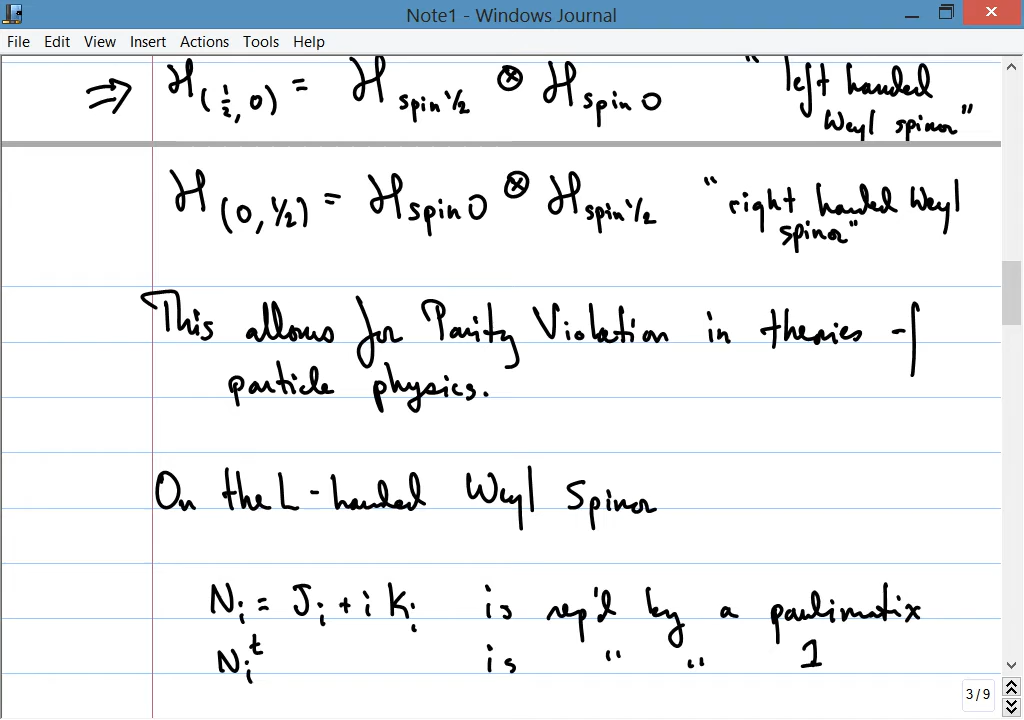 Note1 - Windows Journal
File Edit View Insert Actions Tools Help
⇒ H(½,0) = H spin ½ ⊗ H spin 0 "left handed
Weyl spinor"
H(0,½) = H spin 0 ⊗ H spin ½ "right handed Weyl
spinor"
This allows for Parity Violation in theories of
particle physics.
On the L-handed Weyl Spinor
Nᵢ = Jᵢ + i Kᵢ is rep'd by a paulimatix
Nᵢ† is " " 1
3 / 9